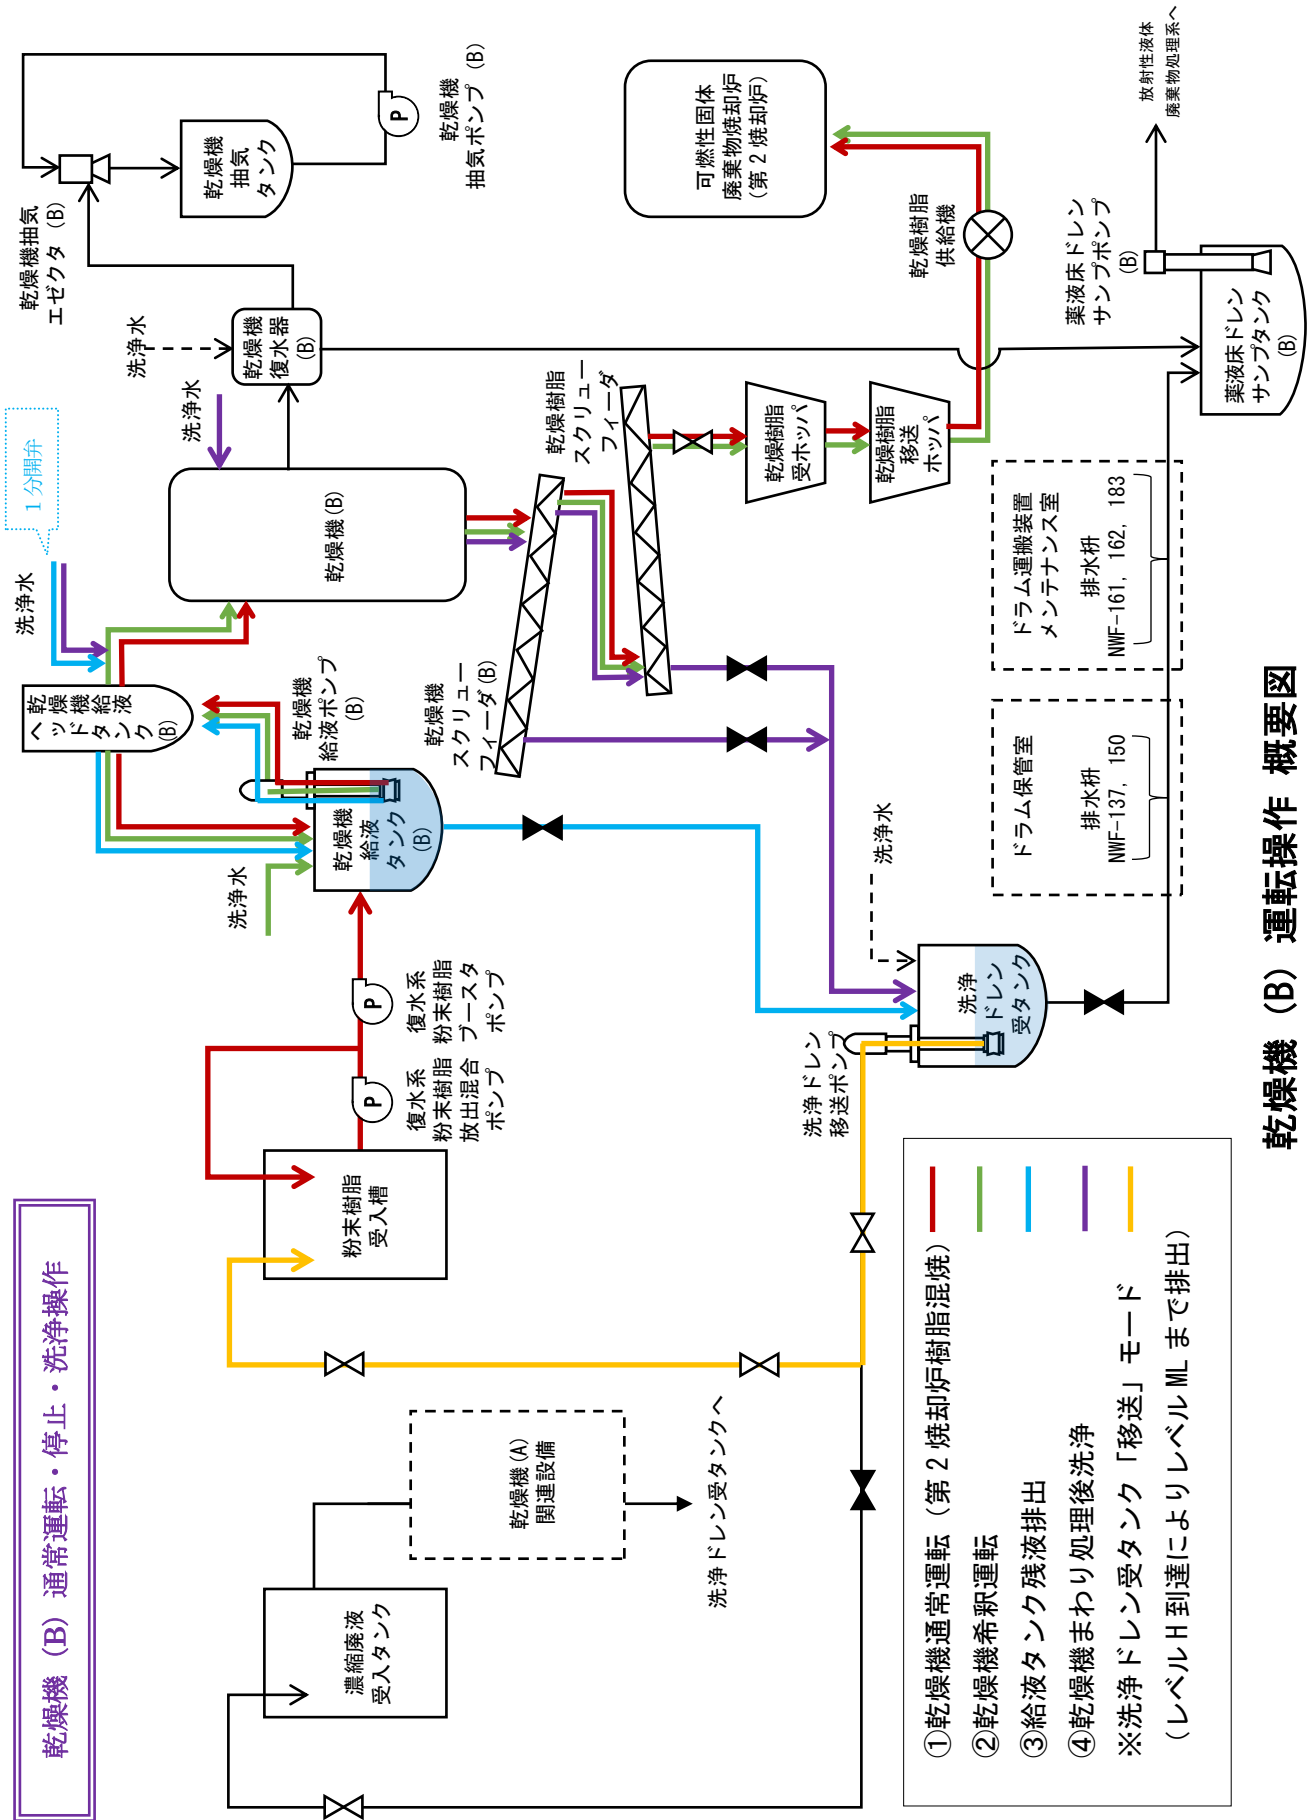 乾燥機（B）通常運転・停止・洗浄操作
濃縮廃液
受入タンク
乾燥機(A)
関連設備
洗浄ドレン受タンクへ
粉末樹脂
受入槽
P
復水系
粉末樹脂
放出混合
ポンプ
P
復水系
粉末樹脂
ブースタ
ポンプ
洗浄水
乾燥機
給液
タンク
(B)
乾燥機
給液ポンプ
(B)
乾燥機給液
ヘッドタンク
(B)
洗浄水
1 分開弁
乾燥機(B)
洗浄水
洗浄水
乾燥機
復水器
(B)
乾燥機抽気
エゼクタ (B)
乾燥機
抽気
タンク
P
乾燥機
抽気ポンプ (B)
乾燥機
スクリュー
フィーダ(B)
乾燥樹脂
スクリュー
フィーダ
乾燥樹脂
受ホッパ
乾燥樹脂
移送
ホッパ
乾燥樹脂
供給機
可燃性固体
廃棄物焼却炉
(第 2 焼却炉)
洗浄ドレン
移送ポンプ
洗浄水
洗浄
ドレン
受タンク
ドラム保管室
排水枡
NWF-137, 150
ドラム運搬装置
メンテナンス室
排水枡
NWF-161, 162, 183
薬液床ドレン
サンプポンプ
(B)
薬液床ドレン
サンプタンク
(B)
放射性液体
廃棄物処理系へ
①乾燥機通常運転（第 2 焼却炉樹脂混焼）
②乾燥機希釈運転
③給液タンク残液排出
④乾燥機まわり処理後洗浄
※洗浄ドレン受タンク「移送」モード
（レベル H 到達によりレベル ML まで排出）
乾燥機（B）運転操作 概要図